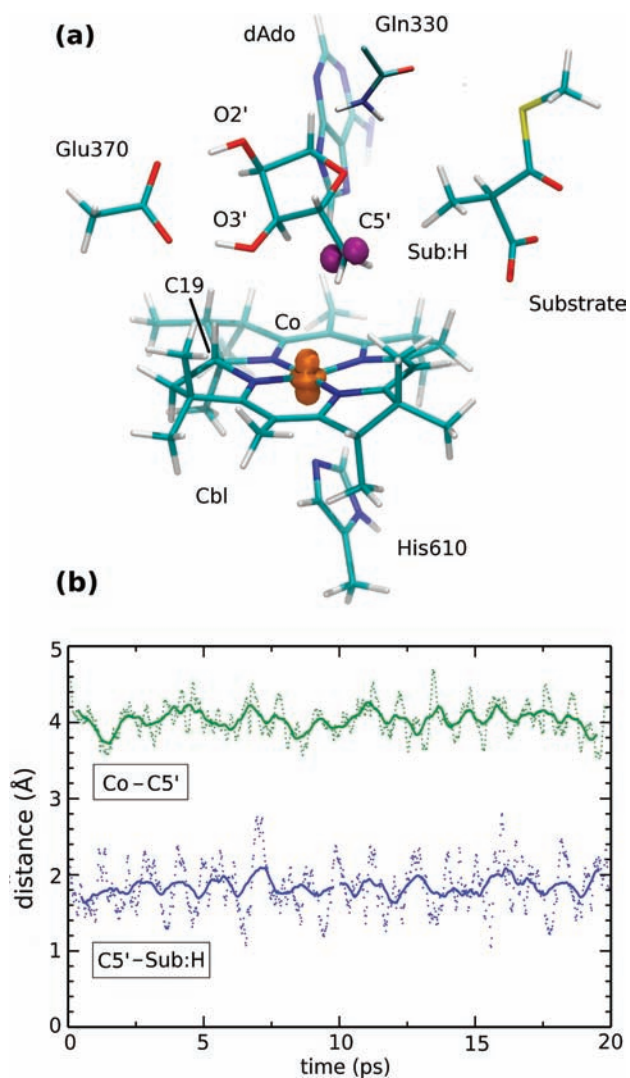 (a)
dAdo
Gln330
O2'
Glu370
O3'
C5'
Sub:H
C19
Co
Substrate
Cbl
His610
(b)
5
4
3
2
1
0
distance (Å)
Co–C5'
C5'–Sub:H
0 5 10 15 20
time (ps)